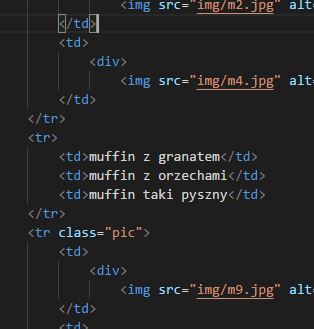 <img src="img/m2.jpg" alt=
</td>
<td>
<div>
<img src="img/m4.jpg" alt=
</td>
</tr>
<tr>
<td>muffin z granatem</td>
<td>muffin z orzechami</td>
<td>muffin taki pyszny</td>
</tr>
<tr class="pic">
<td>
<div>
<img src="img/m9.jpg" alt=
</td>
<td>